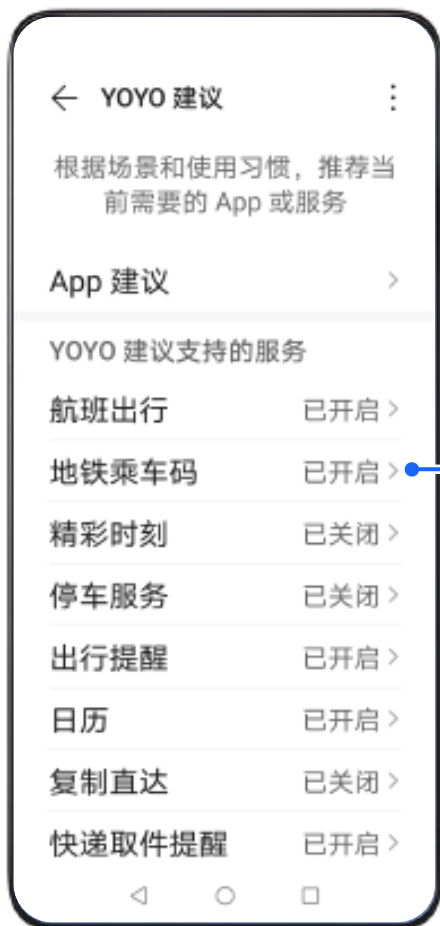 YOYO 建议
根据场景和使用习惯，推荐当
前需要的 App 或服务
App 建议
YOYO 建议支持的服务
航班出行 已开启
地铁乘车码 已开启
精彩时刻 已关闭
停车服务 已关闭
出行提醒 已开启
日历 已开启
复制直达 已关闭
快递取件提醒 已开启